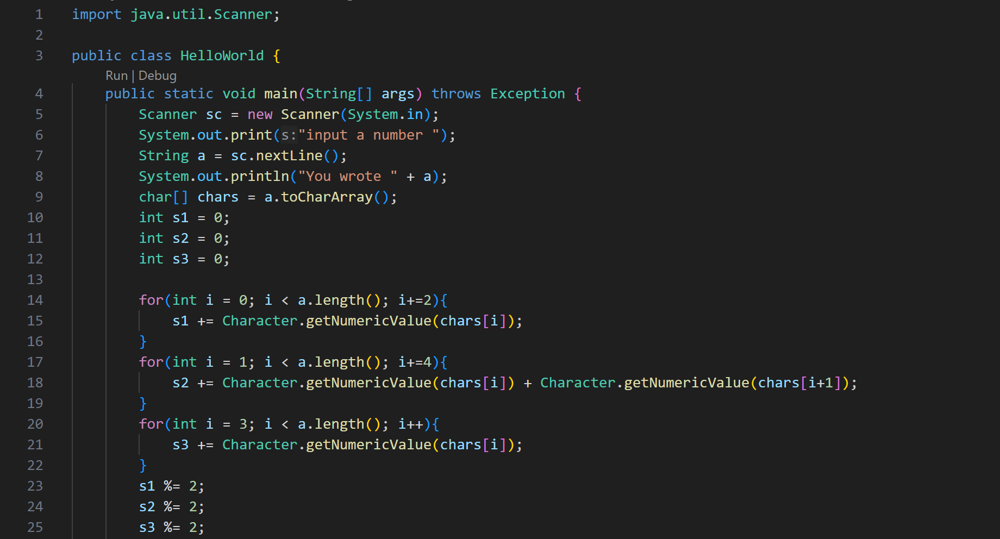 1 import java.util.Scanner;
2
3 public class HelloWorld {
Run | Debug
4 public static void main(String[] args) throws Exception {
5 Scanner sc = new Scanner(System.in);
6 System.out.print(s:"input a number ");
7 String a = sc.nextLine();
8 System.out.println("You wrote " + a);
9 char[] chars = a.toCharArray();
10 int s1 = 0;
11 int s2 = 0;
12 int s3 = 0;
13
14 for(int i = 0; i < a.length(); i+=2){
15 s1 += Character.getNumericValue(chars[i]);
16 }
17 for(int i = 1; i < a.length(); i+=4){
18 s2 += Character.getNumericValue(chars[i]) + Character.getNumericValue(chars[i+1]);
19 }
20 for(int i = 3; i < a.length(); i++){
21 s3 += Character.getNumericValue(chars[i]);
22 }
23 s1 %= 2;
24 s2 %= 2;
25 s3 %= 2;